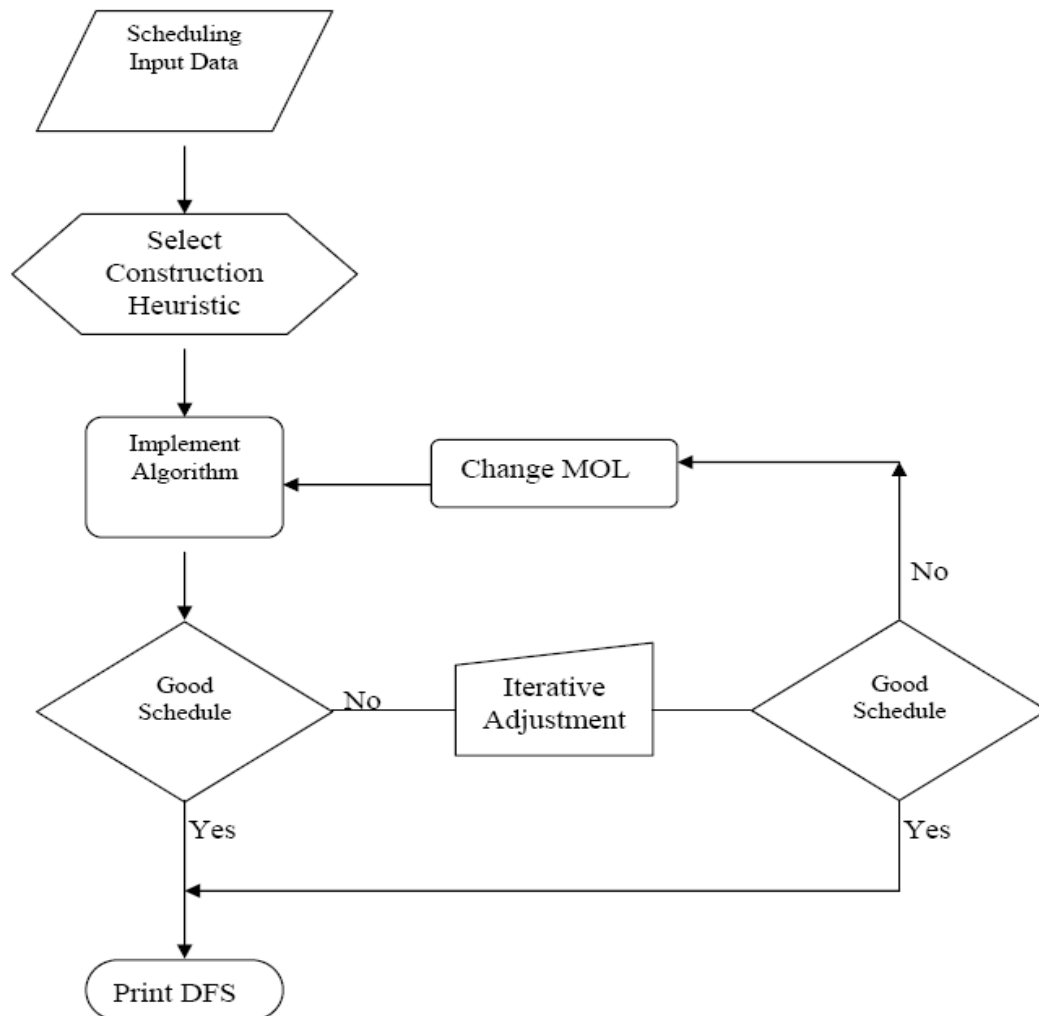 Scheduling
Input Data
Select
Construction
Heuristic
Implement
Algorithm
Change MOL
No
Good
Schedule
No
Iterative
Adjustment
Good
Schedule
Yes
Yes
Print DFS